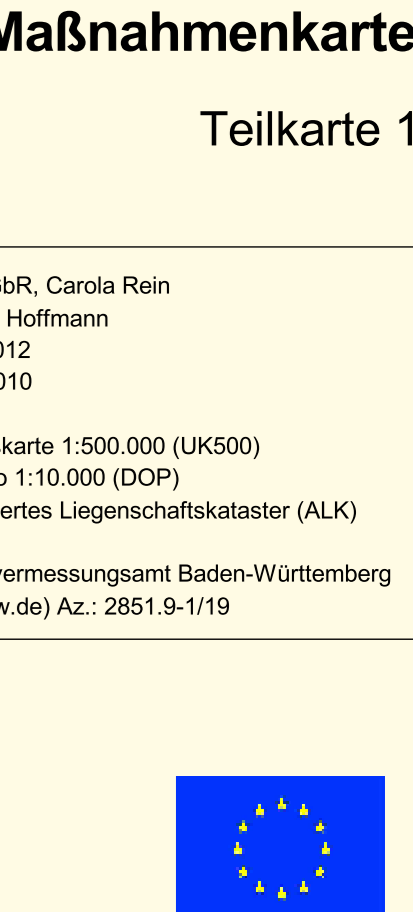 Maßnahmenkarte
Teilkarte 1
GbR, Carola Rein
Hoffmann
012
010
karte 1:500.000 (UK500)
o 1:10.000 (DOP)
ertes Liegenschaftskataster (ALK)
vermessungsamt Baden-Württemberg
w.de) Az.: 2851.9-1/19